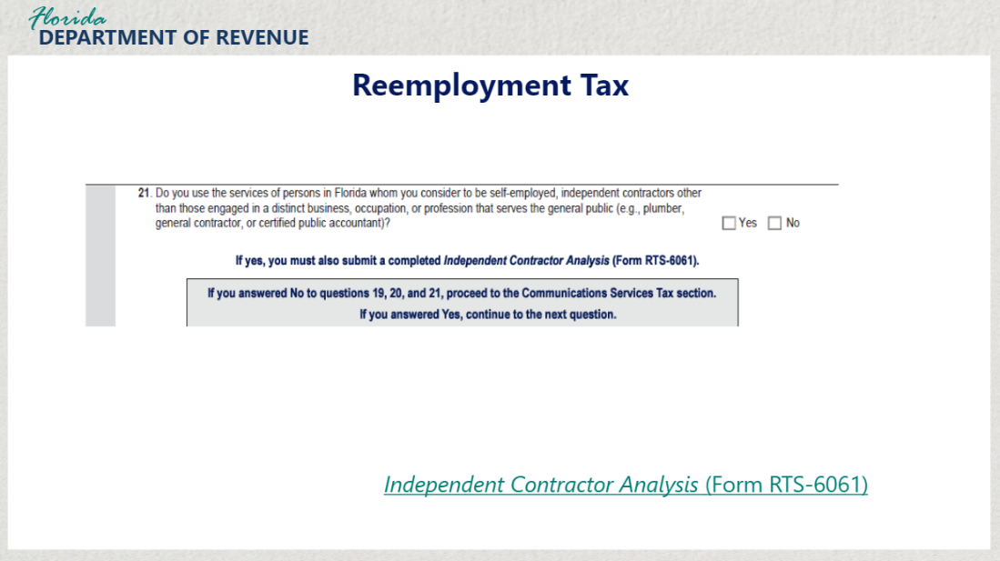 Florida
DEPARTMENT OF REVENUE
Reemployment Tax
21. Do you use the services of persons in Florida whom you consider to be self-employed, independent contractors other
than those engaged in a distinct business, occupation, or profession that serves the general public (e.g., plumber,
general contractor, or certified public accountant)?
Yes No
If yes, you must also submit a completed Independent Contractor Analysis (Form RTS-6061).
If you answered No to questions 19, 20, and 21, proceed to the Communications Services Tax section.
If you answered Yes, continue to the next question.
Independent Contractor Analysis (Form RTS-6061)